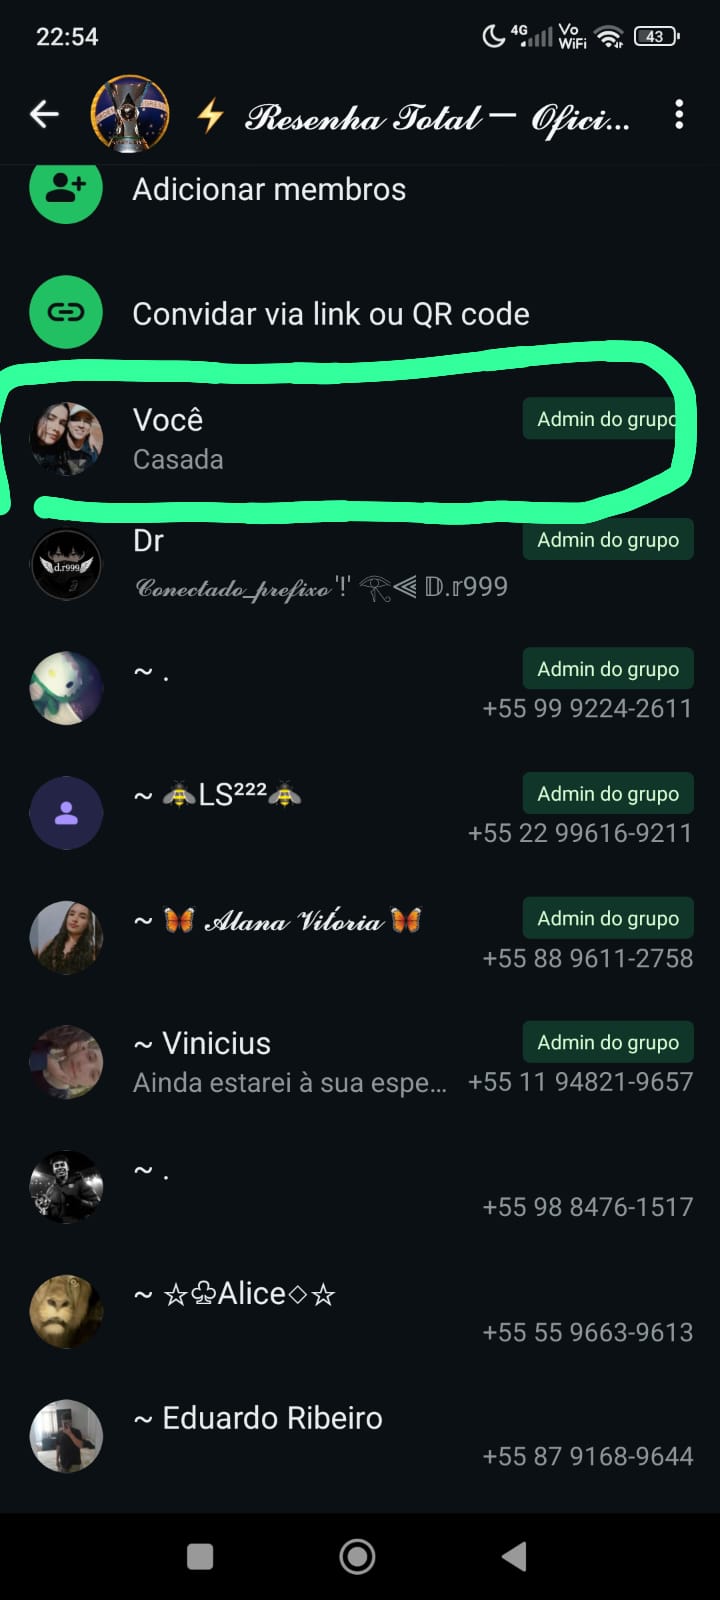 22:54
4G Vo WiFi 43
⚡ 𝓡𝓮𝓼𝓮𝓷𝓱𝓪 𝓣𝓸𝓽𝓪𝓵 — 𝓞𝓯𝓲𝓬𝓲...
Adicionar membros
Convidar via link ou QR code
Você Admin do grupo
Casada
Dr Admin do grupo
𝓒𝓸𝓷𝓮𝓬𝓽𝓪𝓭𝓸_𝓹𝓻𝓮𝓯𝓲𝔁𝓸 '!' 𓂀⫷ 𝔻.𝕣999
~ . Admin do grupo
+55 99 9224-2611
~ 🐝LS²²²🐝 Admin do grupo
+55 22 99616-9211
~ 🦋 𝓐𝓵𝓪𝓷𝓪 𝓥𝓲𝓽́𝓸𝓻𝓲𝓪 🦋 Admin do grupo
+55 88 9611-2758
~ Vinicius Admin do grupo
Ainda estarei à sua espe... +55 11 94821-9657
~ .
+55 98 8476-1517
~ ☆♧Alice◇☆
+55 55 9663-9613
~ Eduardo Ribeiro
+55 87 9168-9644